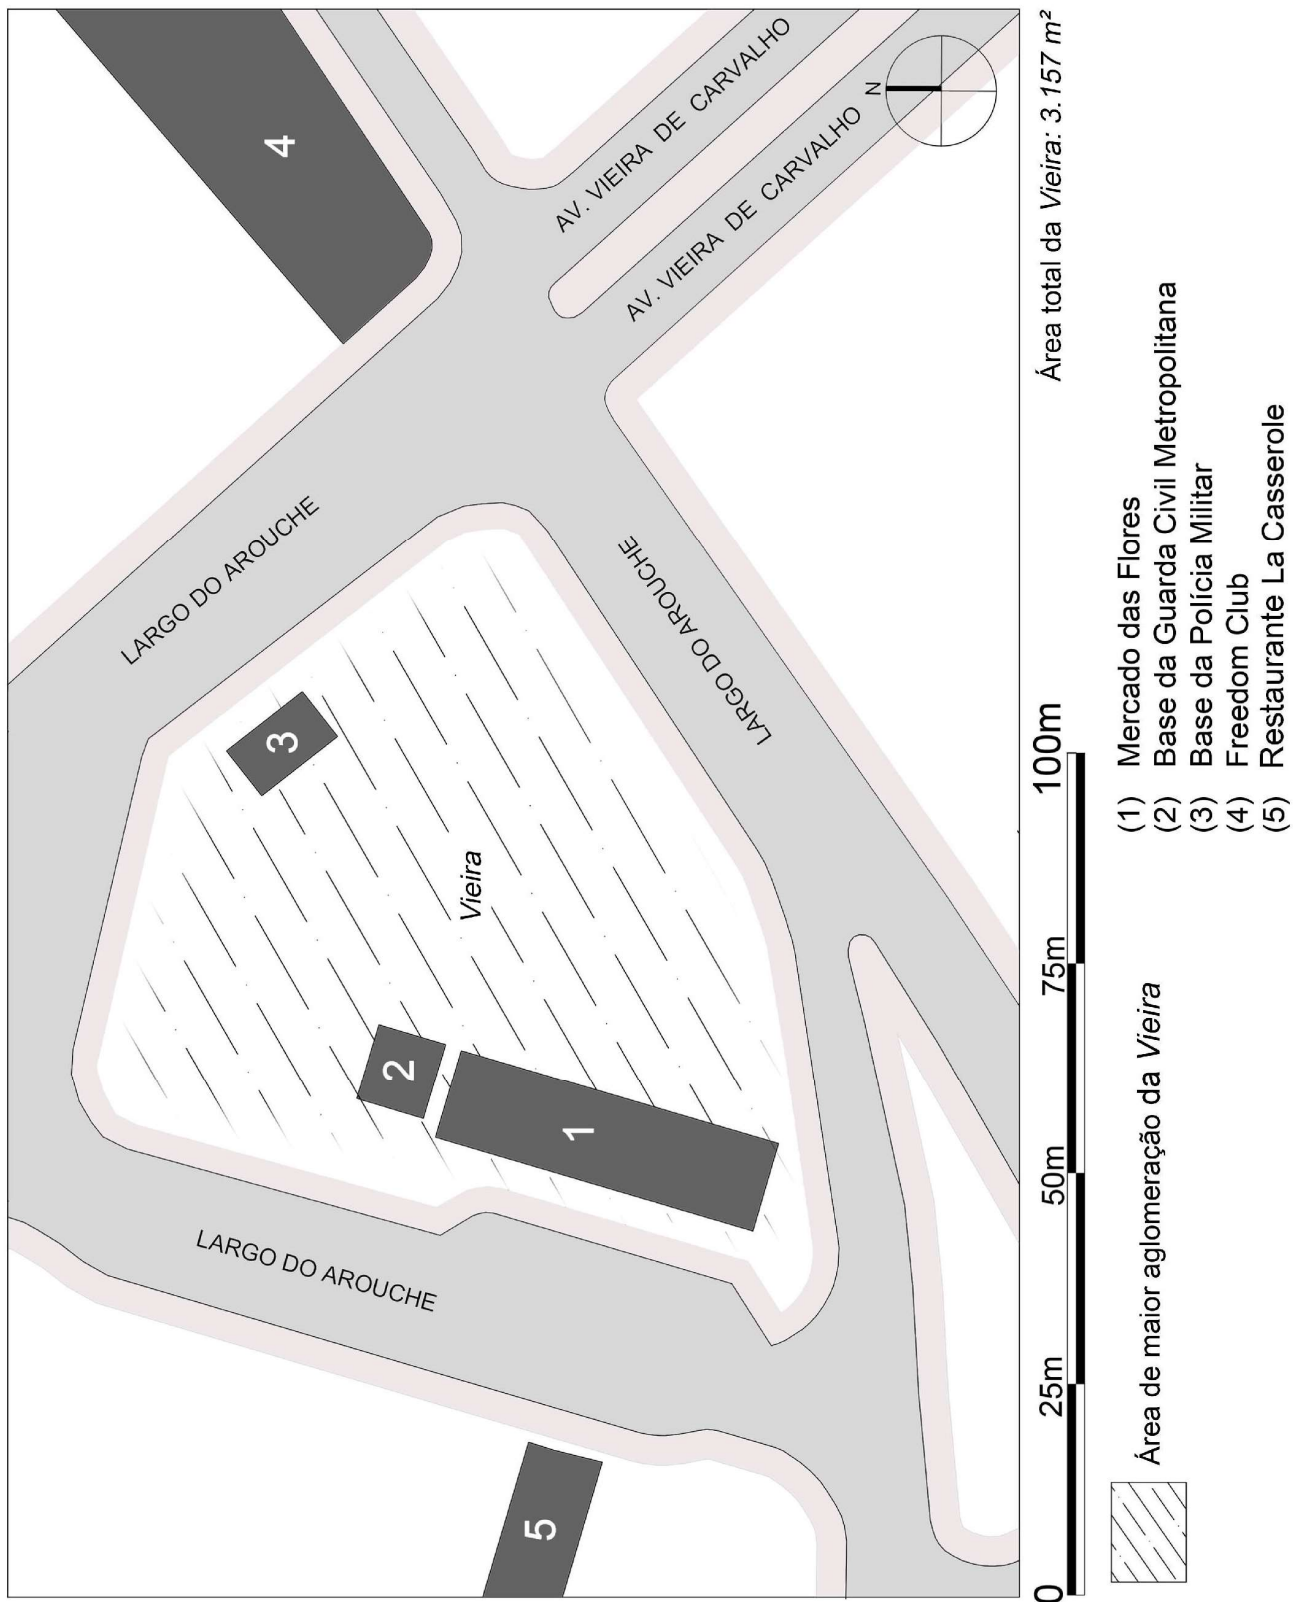 4
AV. VIEIRA DE CARVALHO
AV. VIEIRA DE CARVALHO
N
LARGO DO AROUCHE
LARGO DO AROUCHE
3
Vieira
2
1
LARGO DO AROUCHE
5
Área total da Vieira: 3.157 m²
0 25m 50m 75m 100m
Área de maior aglomeração da Vieira
(1) Mercado das Flores
(2) Base da Guarda Civil Metropolitana
(3) Base da Polícia Militar
(4) Freedom Club
(5) Restaurante La Casserole